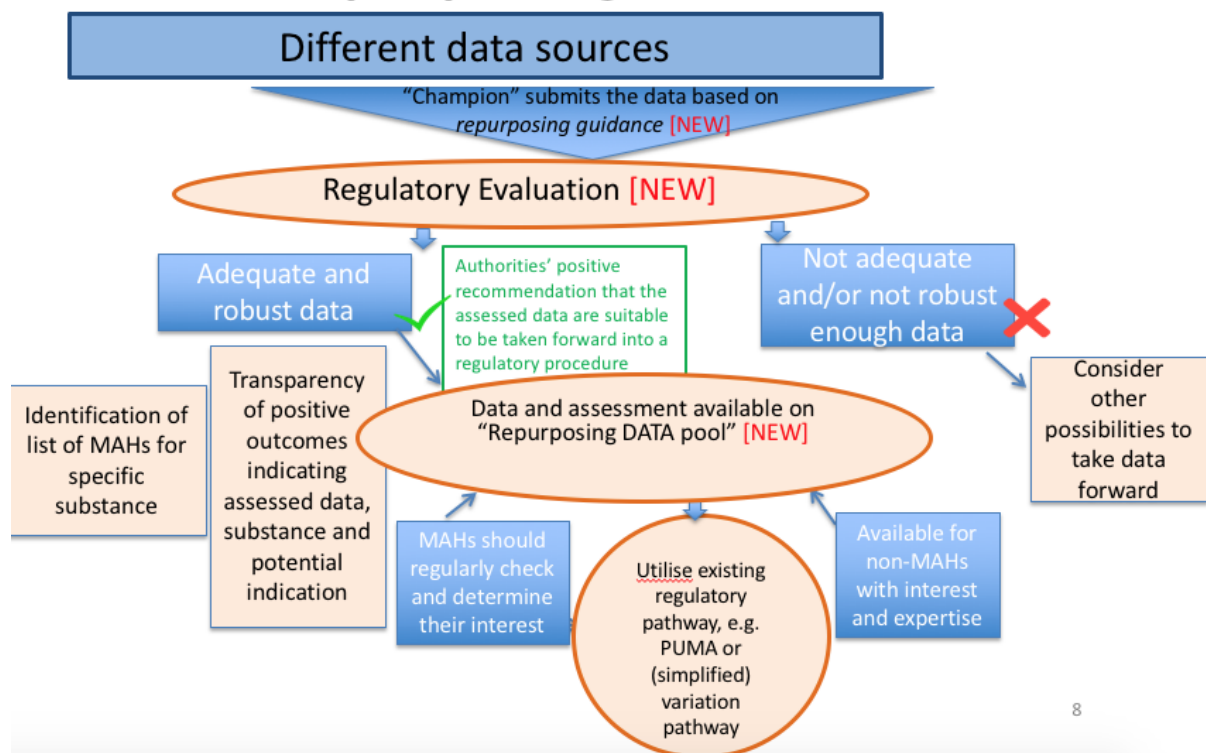 Different data sources
“Champion” submits the data based on
repurposing guidance [NEW]
Regulatory Evaluation [NEW]
Adequate and
robust data
Authorities’ positive
recommendation that the
assessed data are suitable
to be taken forward into a
regulatory procedure
Not adequate
and/or not robust
enough data
Identification of
list of MAHs for
specific
substance
Transparency
of positive
outcomes
indicating
assessed data,
substance and
potential
indication
Data and assessment available on
“Repurposing DATA pool” [NEW]
Consider
other
possibilities to
take data
forward
MAHs should
regularly check
and determine
their interest
Utilise existing
regulatory
pathway, e.g.
PUMA or
(simplified)
variation
pathway
Available for
non-MAHs
with interest
and expertise
8